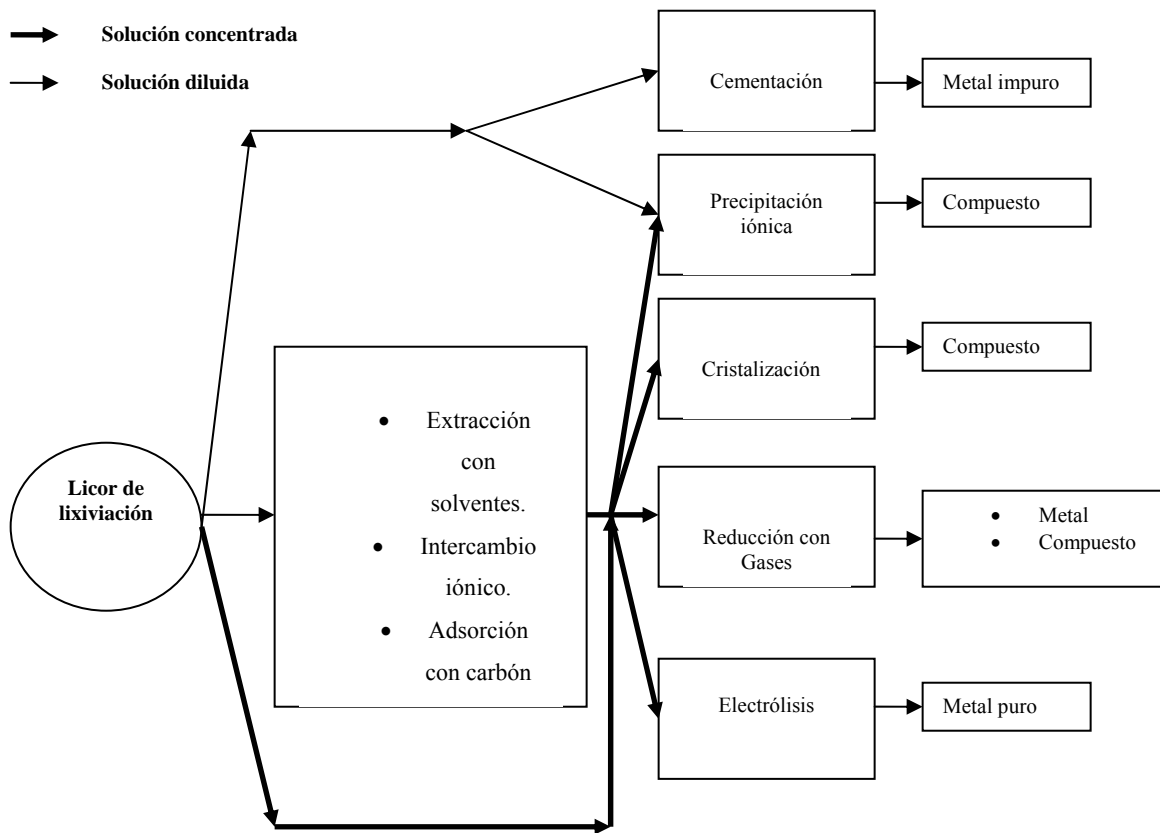 Solución concentrada
Solución diluida
Cementación
Metal impuro
Precipitación
iónica
Compuesto
Cristalización
Compuesto
• Extracción
con
solventes.
• Intercambio
iónico.
• Adsorción
con carbón
Licor de
lixiviación
Reducción con
Gases
• Metal
• Compuesto
Electrólisis
Metal puro